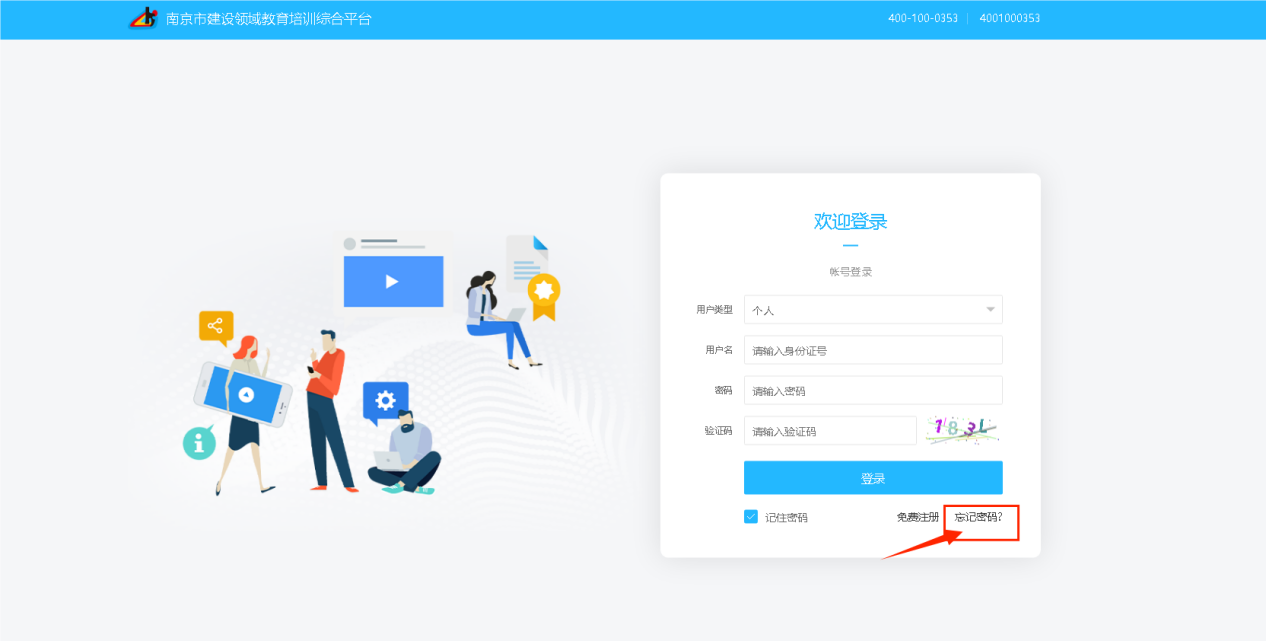 南京市建设领域教育培训综合平台
400-100-0353 | 4001000353
欢迎登录
帐号登录
用户类型 个人
用户名 请输入身份证号
密码 请输入密码
验证码 请输入验证码 183L
登录
记住密码 免费注册 忘记密码?